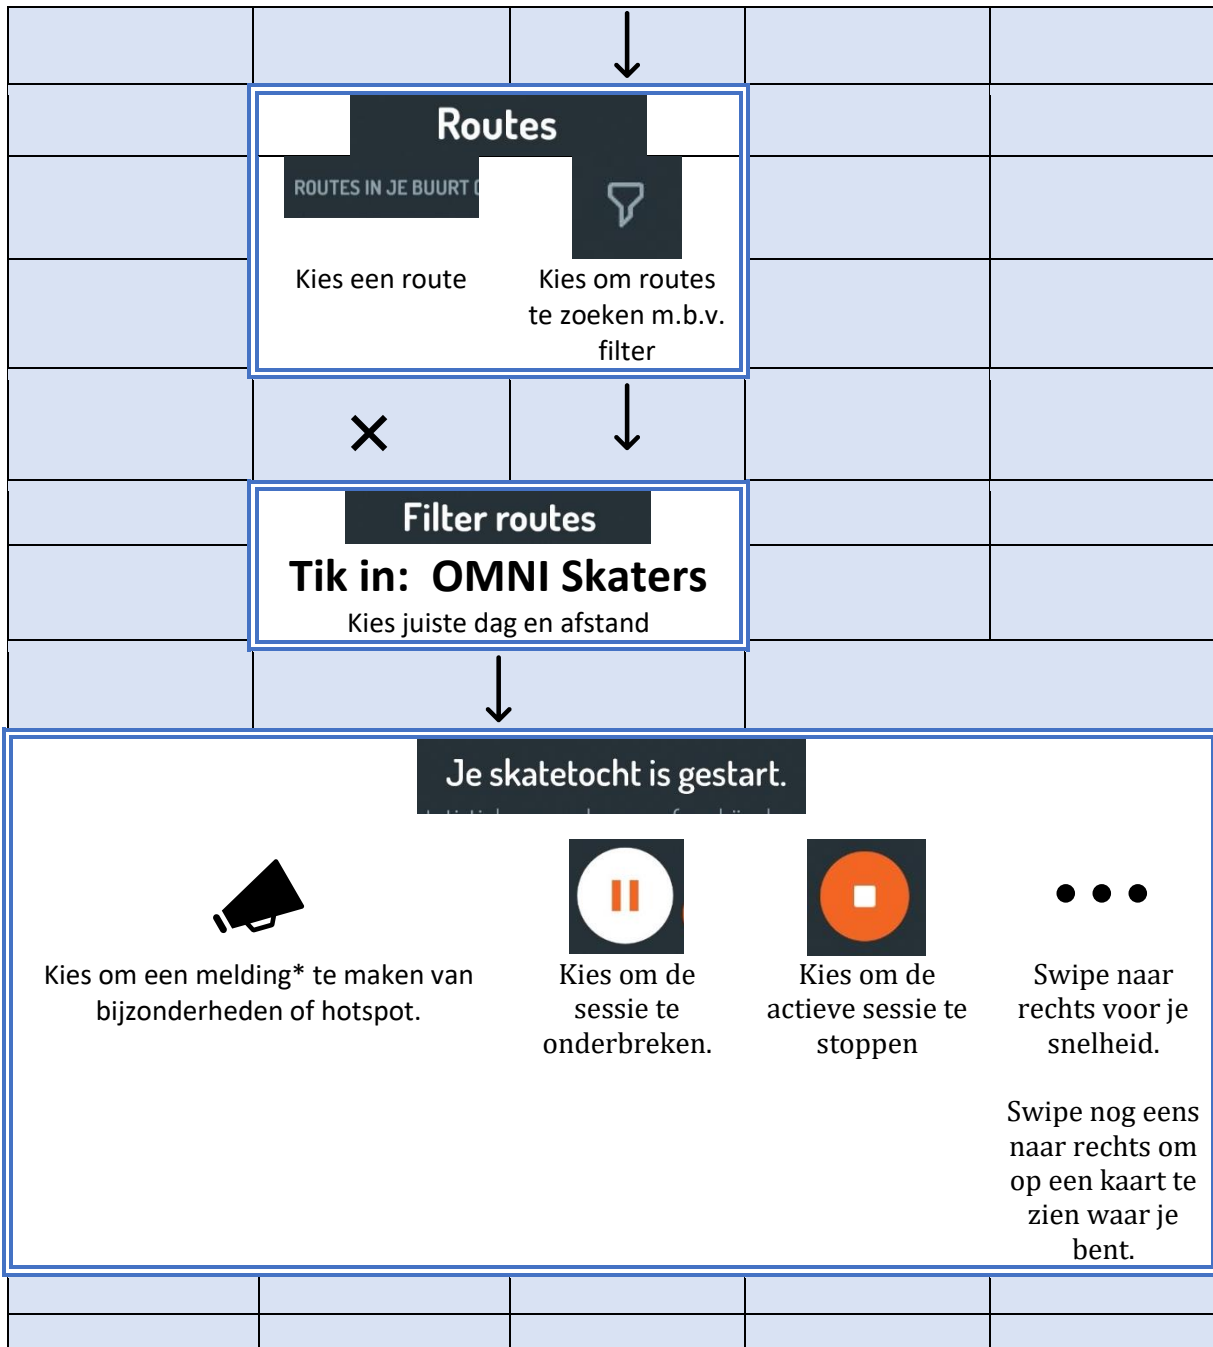 Routes
ROUTES IN JE BUURT
Kies een route
Kies om routes
te zoeken m.b.v.
filter
Filter routes
Tik in: OMNI Skaters
Kies juiste dag en afstand
Je skatetocht is gestart.
Kies om een melding* te maken van
bijzonderheden of hotspot.
Kies om de
sessie te
onderbreken.
Kies om de
actieve sessie te
stoppen
Swipe naar
rechts voor je
snelheid.
Swipe nog eens
naar rechts om
op een kaart te
zien waar je
bent.